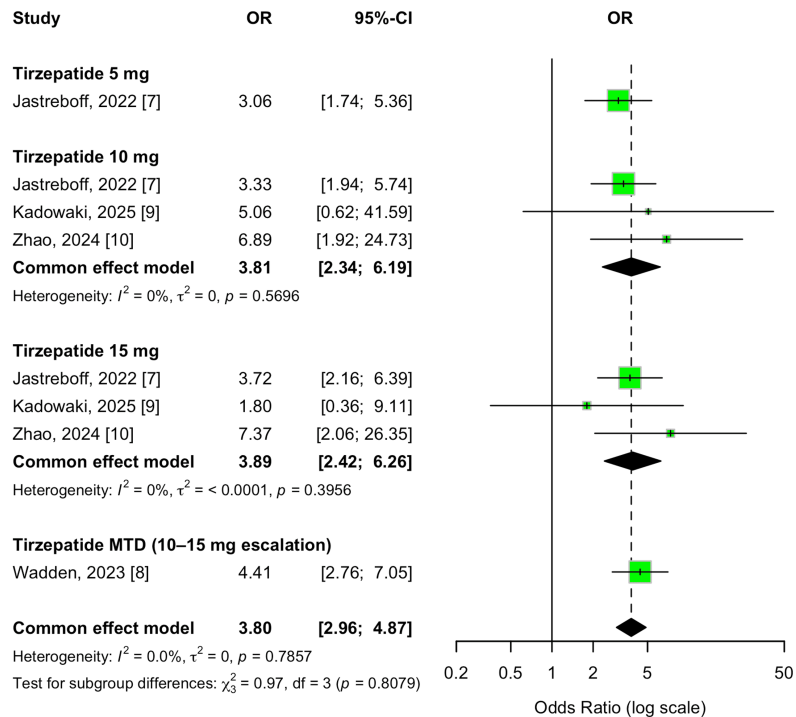 Study OR 95%-CI OR
Tirzepatide 5 mg
Jastreboff, 2022 [7] 3.06 [1.74; 5.36]
Tirzepatide 10 mg
Jastreboff, 2022 [7] 3.33 [1.94; 5.74]
Kadowaki, 2025 [9] 5.06 [0.62; 41.59]
Zhao, 2024 [10] 6.89 [1.92; 24.73]
Common effect model 3.81 [2.34; 6.19]
Heterogeneity: I² = 0%, τ² = 0, p = 0.5696
Tirzepatide 15 mg
Jastreboff, 2022 [7] 3.72 [2.16; 6.39]
Kadowaki, 2025 [9] 1.80 [0.36; 9.11]
Zhao, 2024 [10] 7.37 [2.06; 26.35]
Common effect model 3.89 [2.42; 6.26]
Heterogeneity: I² = 0%, τ² = < 0.0001, p = 0.3956
Tirzepatide MTD (10–15 mg escalation)
Wadden, 2023 [8] 4.41 [2.76; 7.05]
Common effect model 3.80 [2.96; 4.87]
Heterogeneity: I² = 0.0%, τ² = 0, p = 0.7857
Test for subgroup differences: χ²₃ = 0.97, df = 3 (p = 0.8079)
0.2 0.5 1 2 5 50
Odds Ratio (log scale)